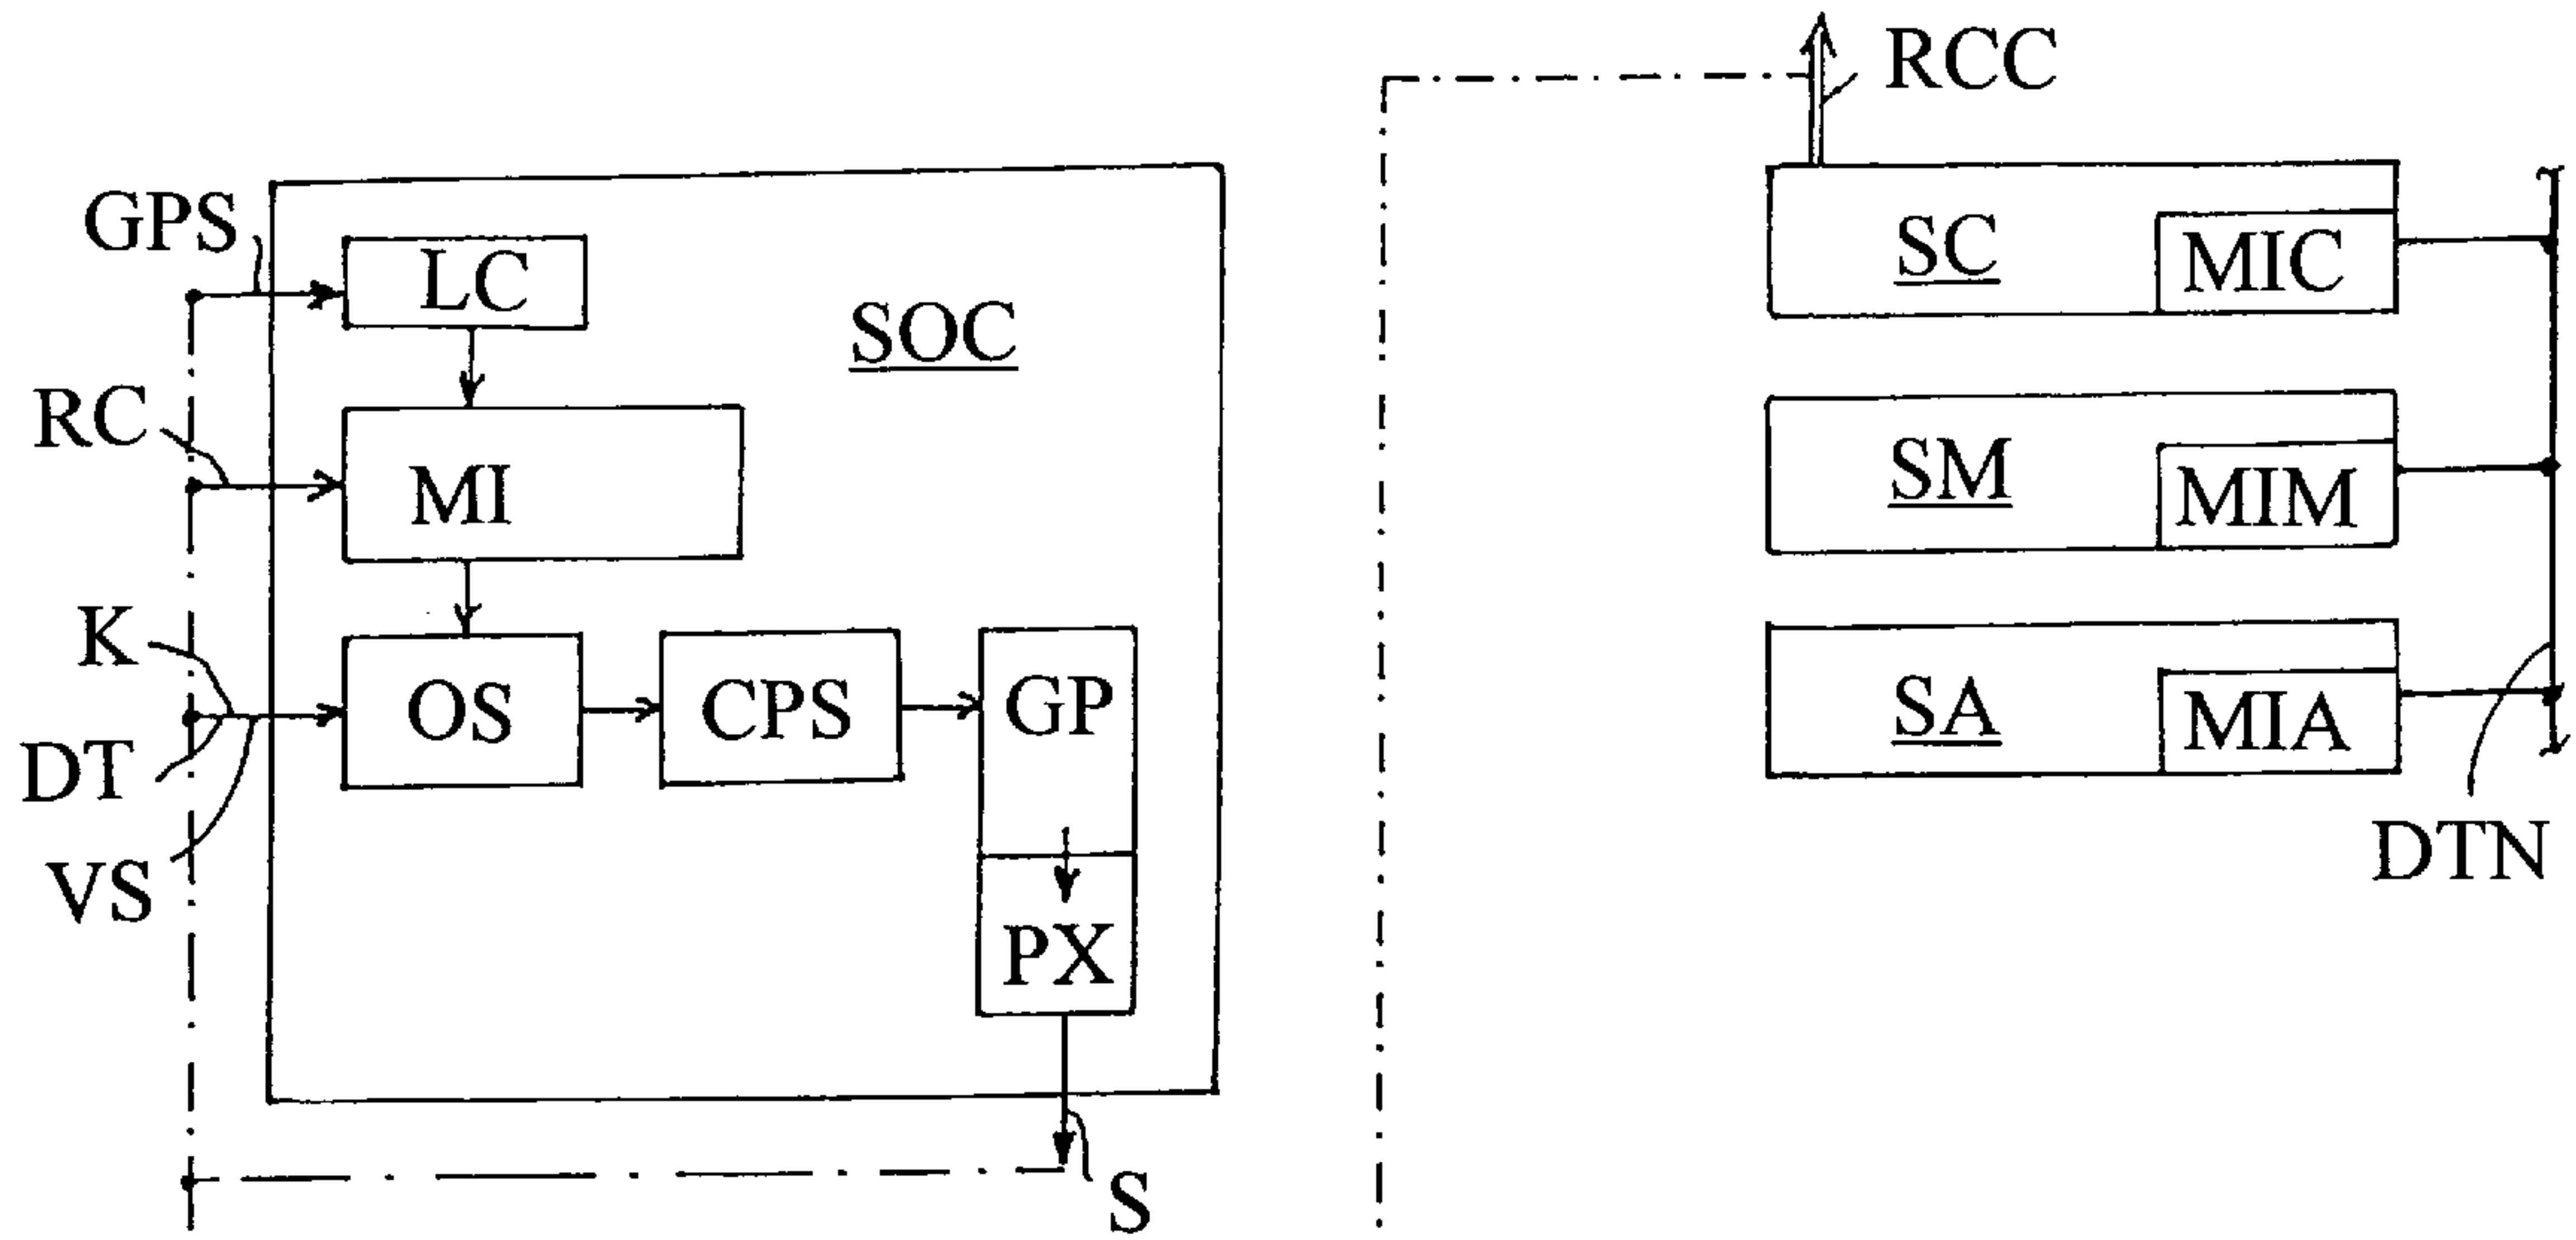 RCC
GPS
LC
SOC
SC
MIC
RC
MI
SM
MIM
K
OS
CPS
GP
SA
MIA
DT
VS
PX
DTN
S